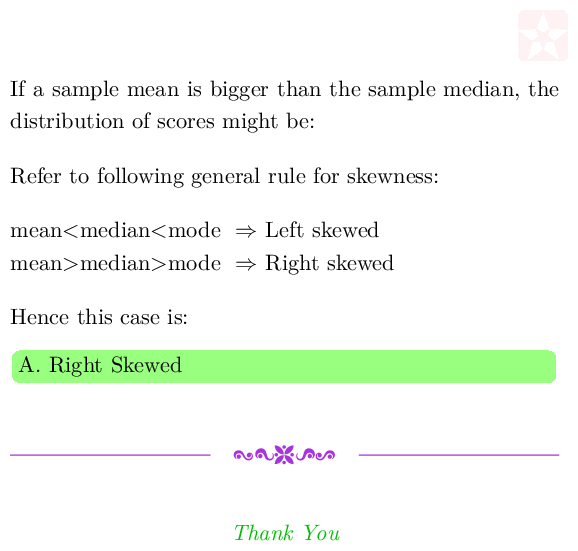 If a sample mean is bigger than the sample median, the
distribution of scores might be:
Refer to following general rule for skewness:
mean<median<mode ⇒ Left skewed
mean>median>mode ⇒ Right skewed
Hence this case is:
A. Right Skewed
Thank You